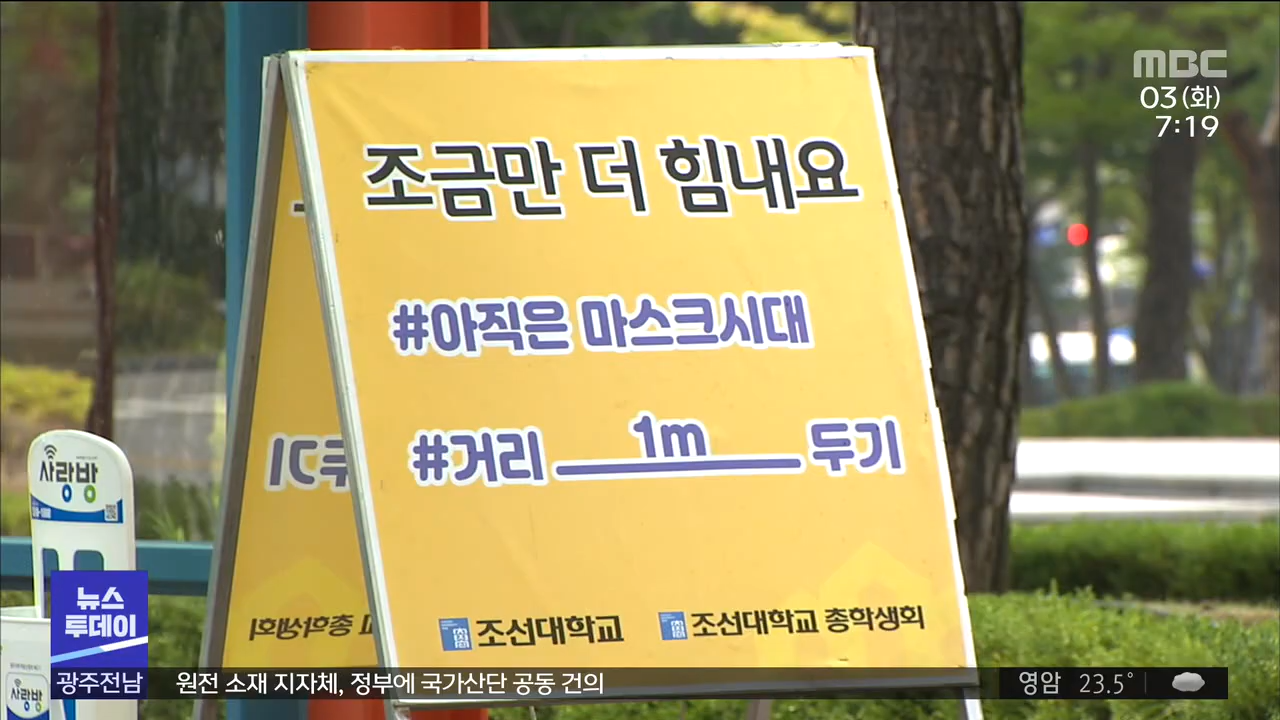 MBC
03(화)
7:19
조금만 더 힘내요
#아직은 마스크시대
#거리 1m 두기
조선대학교
조선대학교 총학생회
사랑방
사랑방
뉴스
투데이
광주전남
원전 소재 지자체, 정부에 국가산단 공동 건의
영암 23.5°